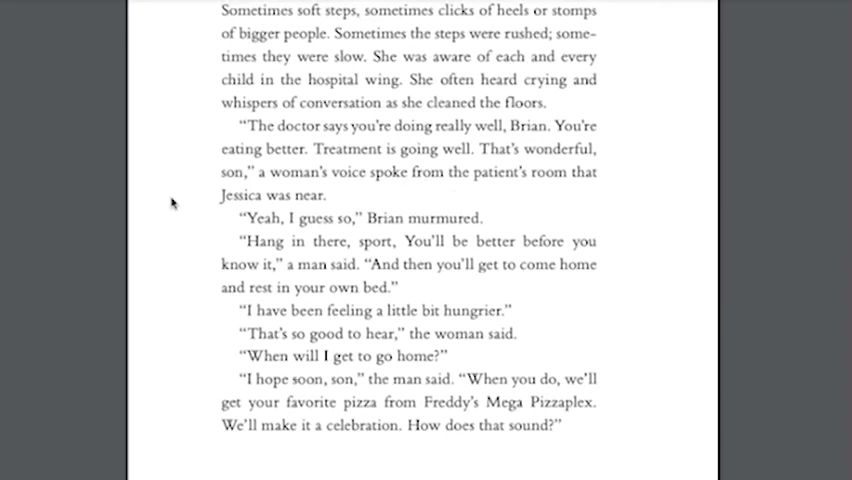 Sometimes soft steps, sometimes clicks of heels or stomps
of bigger people. Sometimes the steps were rushed; some-
times they were slow. She was aware of each and every
child in the hospital wing. She often heard crying and
whispers of conversation as she cleaned the floors.
“The doctor says you’re doing really well, Brian. You’re
eating better. Treatment is going well. That’s wonderful,
son,” a woman’s voice spoke from the patient’s room that
Jessica was near.
“Yeah, I guess so,” Brian murmured.
“Hang in there, sport, You’ll be better before you
know it,” a man said. “And then you’ll get to come home
and rest in your own bed.”
“I have been feeling a little bit hungrier.”
“That’s so good to hear,” the woman said.
“When will I get to go home?”
“I hope soon, son,” the man said. “When you do, we’ll
get your favorite pizza from Freddy’s Mega Pizzaplex.
We’ll make it a celebration. How does that sound?”